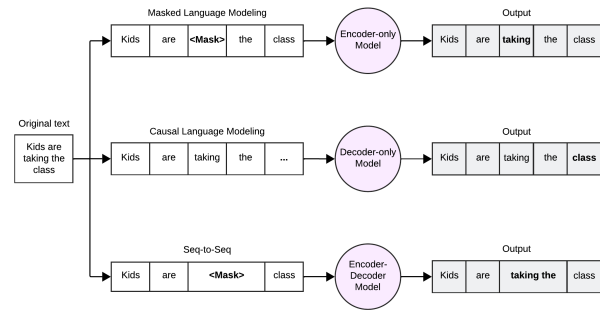 Masked Language Modeling
Output
Kids are <Mask> the class
Encoder-only
Model
Kids are taking the class
Original text
Kids are
taking the
class
Causal Language Modeling
Output
Kids are taking the ...
Decoder-only
Model
Kids are taking the class
Seq-to-Seq
Output
Kids are <Mask> class
Encoder-
Decoder
Model
Kids are taking the class